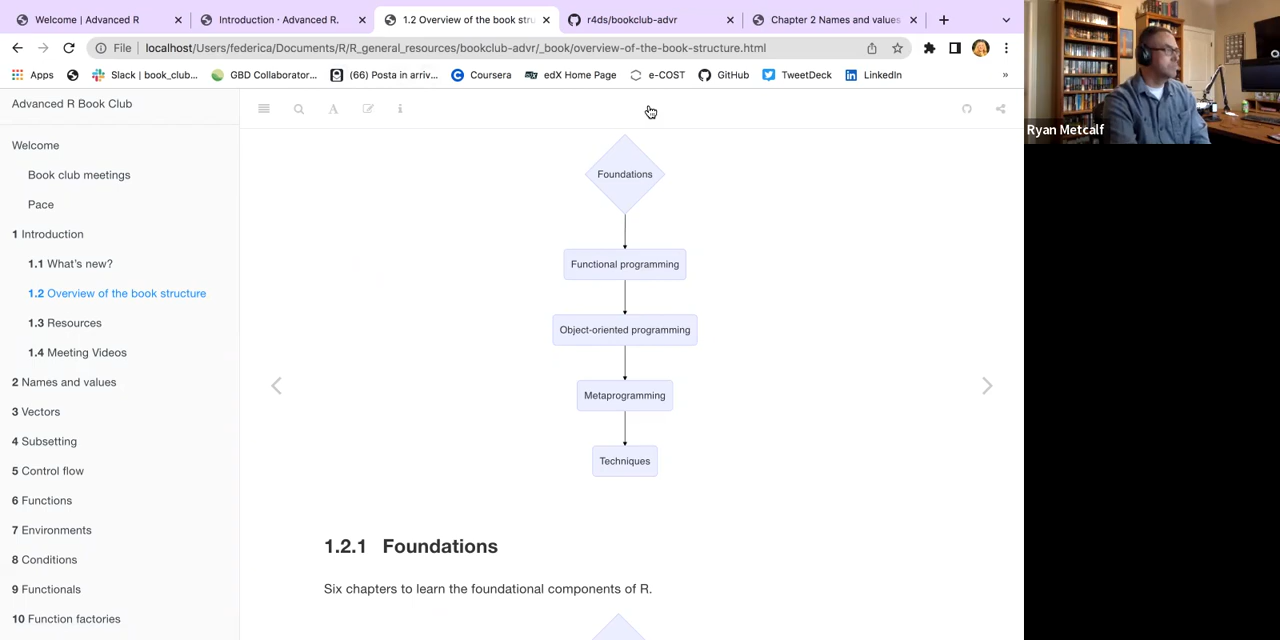 Welcome | Advanced R
Introduction · Advanced R.
1.2 Overview of the book stru
r4ds/bookclub-advr
Chapter 2 Names and values
File
localhost/Users/federica/Documents/R/R_general_resources/bookclub-advr/_book/overview-of-the-book-structure.html
Apps
Slack | book_club...
GBD Collaborator...
(66) Posta in arriv...
Coursera
edX Home Page
e-COST
GitHub
TweetDeck
LinkedIn
»
Advanced R Book Club
Welcome
Book club meetings
Pace
1 Introduction
1.1 What's new?
1.2 Overview of the book structure
1.3 Resources
1.4 Meeting Videos
2 Names and values
3 Vectors
4 Subsetting
5 Control flow
6 Functions
7 Environments
8 Conditions
9 Functionals
10 Function factories
Foundations
Functional programming
Object-oriented programming
Metaprogramming
Techniques
1.2.1 Foundations
Six chapters to learn the foundational components of R.
Ryan Metcalf